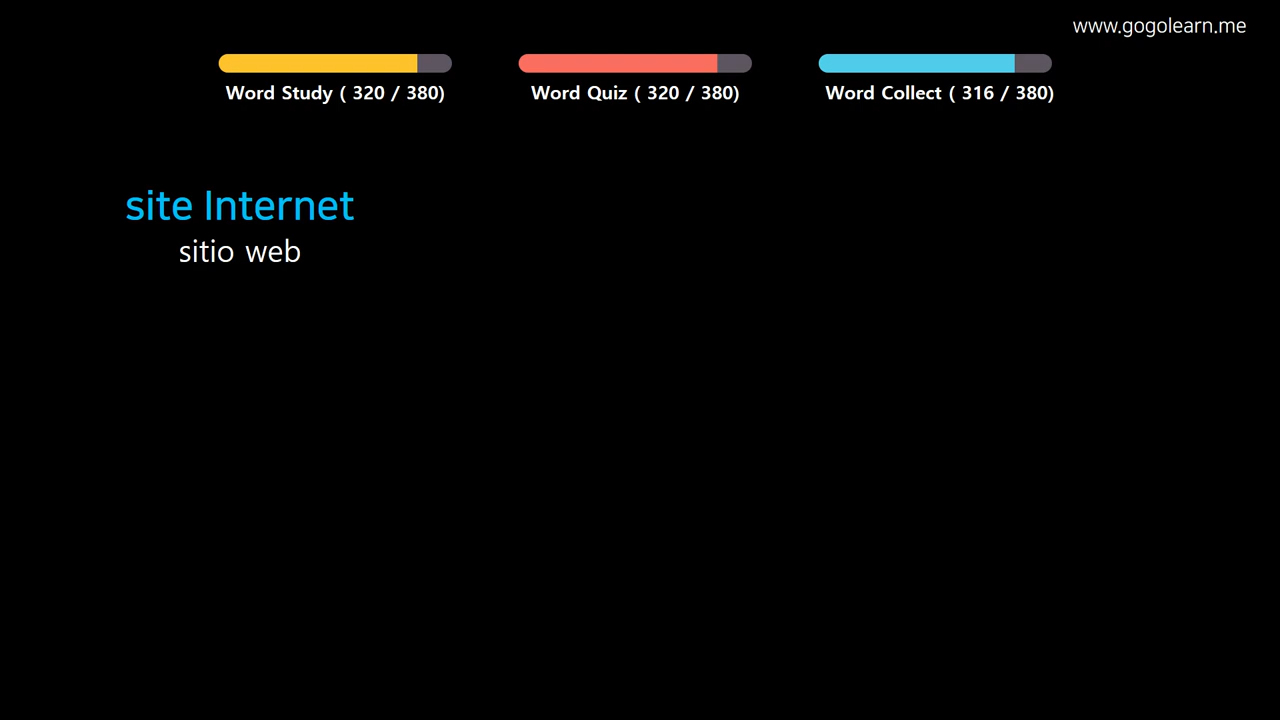 www.gogolearn.me
Word Study ( 320 / 380)
Word Quiz ( 320 / 380)
Word Collect ( 316 / 380)
site Internet
sitio web